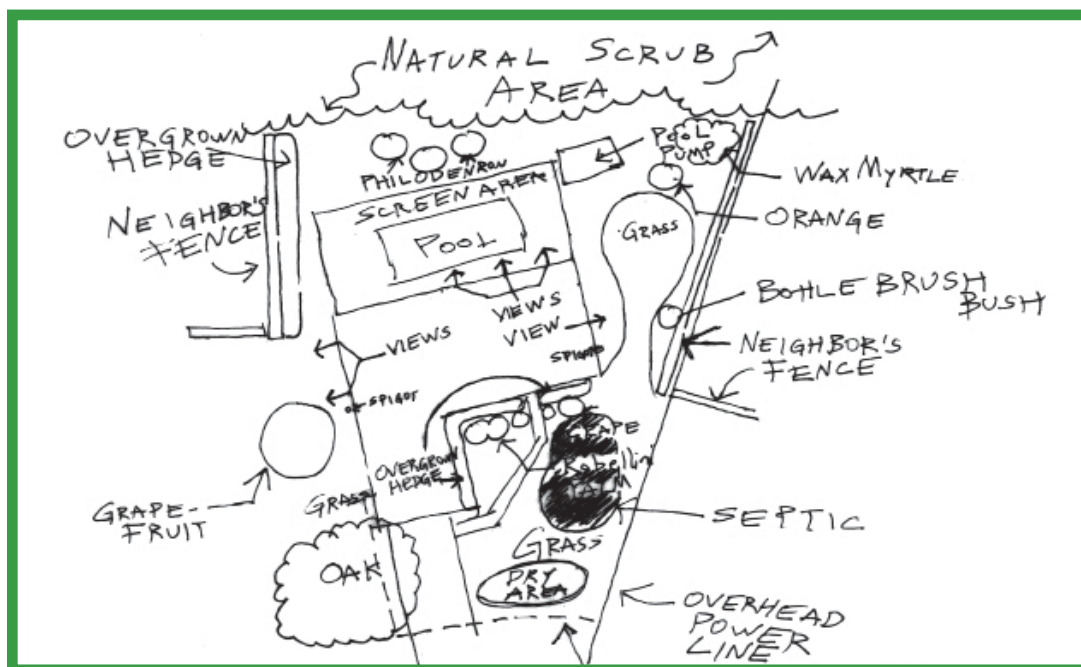 NATURAL SCRUB
AREA
OVERGROWN
HEDGE
POOL
PUMP
PHILODENRON
WAX MYRTLE
SCREEN AREA
NEIGHBOR'S
FENCE
ORANGE
GRASS
POOL
BOTTLE BRUSH
BUSH
VIEWS
VIEW
VIEWS
SPIGOT
NEIGHBOR'S
FENCE
SPIGOT
OVERGROWN
HEDGE
GRASS
GRAPE-
FRUIT
SEPTIC
GRASS
OAK
DRY
AREA
OVERHEAD
POWER
LINE